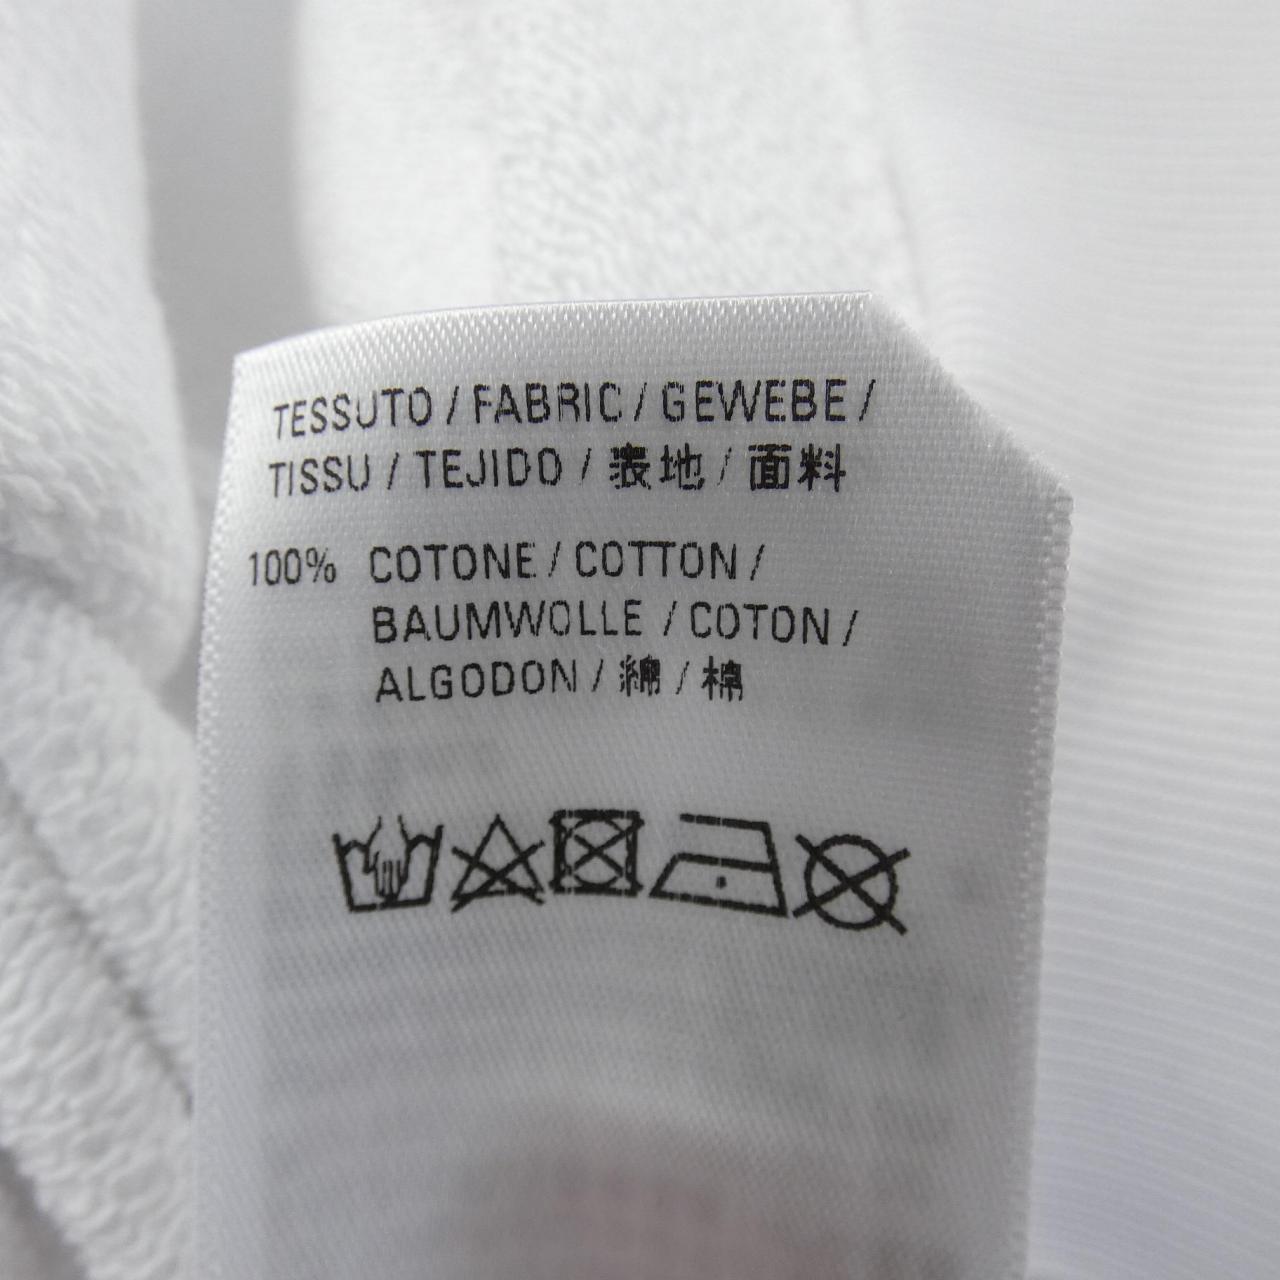 TESSUTO / FABRIC / GEWEBE /
TISSU / TEJIDO / 表地 / 面料
100% COTONE / COTTON /
BAUMWOLLE / COTON /
ALGODON / 綿 / 棉